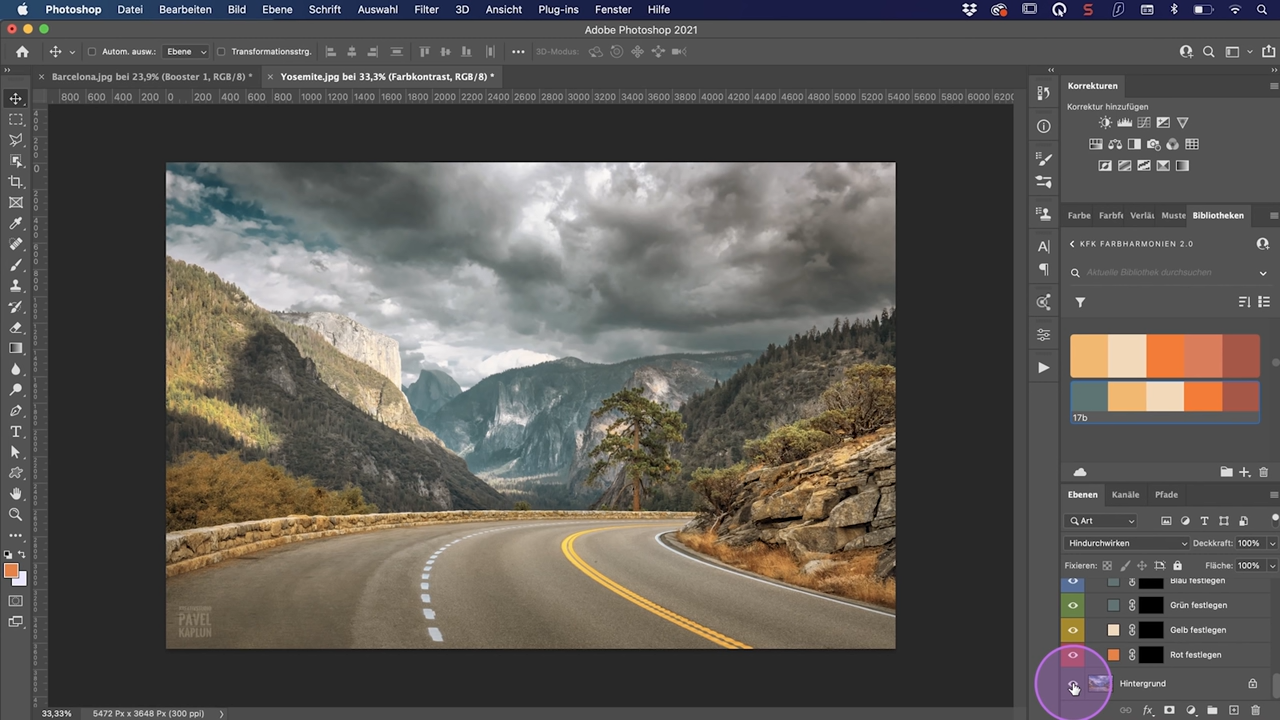 Photoshop Datei Bearbeiten Bild Ebene Schrift Auswahl Filter 3D Ansicht Plug-ins Fenster Hilfe
Adobe Photoshop 2021
Autom. ausw.: Ebene Transformationsstrg. 3D-Modus:
Barcelona.jpg bei 23,9% (Booster 1, RGB/8) *
Yosemite.jpg bei 33,3% (Farbkontrast, RGB/8) *
800 600 400 200 0 200 400 600 800 1000 1200 1400 1600 1800 2000 2200 2400 2600 2800 3000 3200 3400 3600 3800 4000 4200 4400 4600 4800 5000 5200 5400 5600 5800 6000 6200
Korrekturen
Korrektur hinzufügen
Farbe Farbfe Verläu Muste Bibliotheken
KFK FARBHARMONIEN 2.0
Aktuelle Bibliothek durchsuchen
17b
Ebenen Kanäle Pfade
Art
Hindurchwirken Deckkraft: 100%
Fixieren: Fläche: 100%
Blau festlegen
Grün festlegen
Gelb festlegen
Rot festlegen
Hintergrund
PAVEL
KAPLUN
33,33% 5472 Px x 3648 Px (300 ppi)